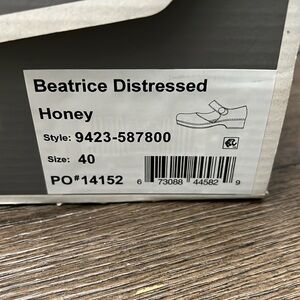 Beatrice Distressed
Honey
Style: 9423-587800
Size: 40
PO#14152
6 73088 44582 9